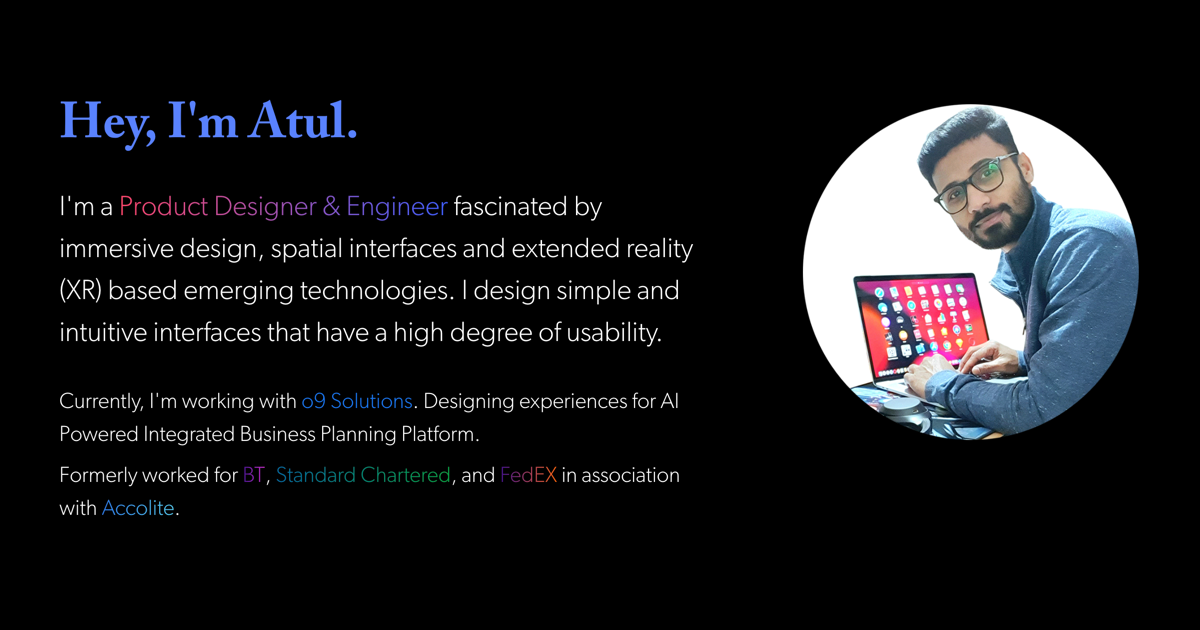 Hey, I'm Atul.
I'm a Product Designer & Engineer fascinated by
immersive design, spatial interfaces and extended reality
(XR) based emerging technologies. I design simple and
intuitive interfaces that have a high degree of usability.
Currently, I'm working with o9 Solutions. Designing experiences for AI
Powered Integrated Business Planning Platform.
Formerly worked for BT, Standard Chartered, and FedEX in association
with Accolite.